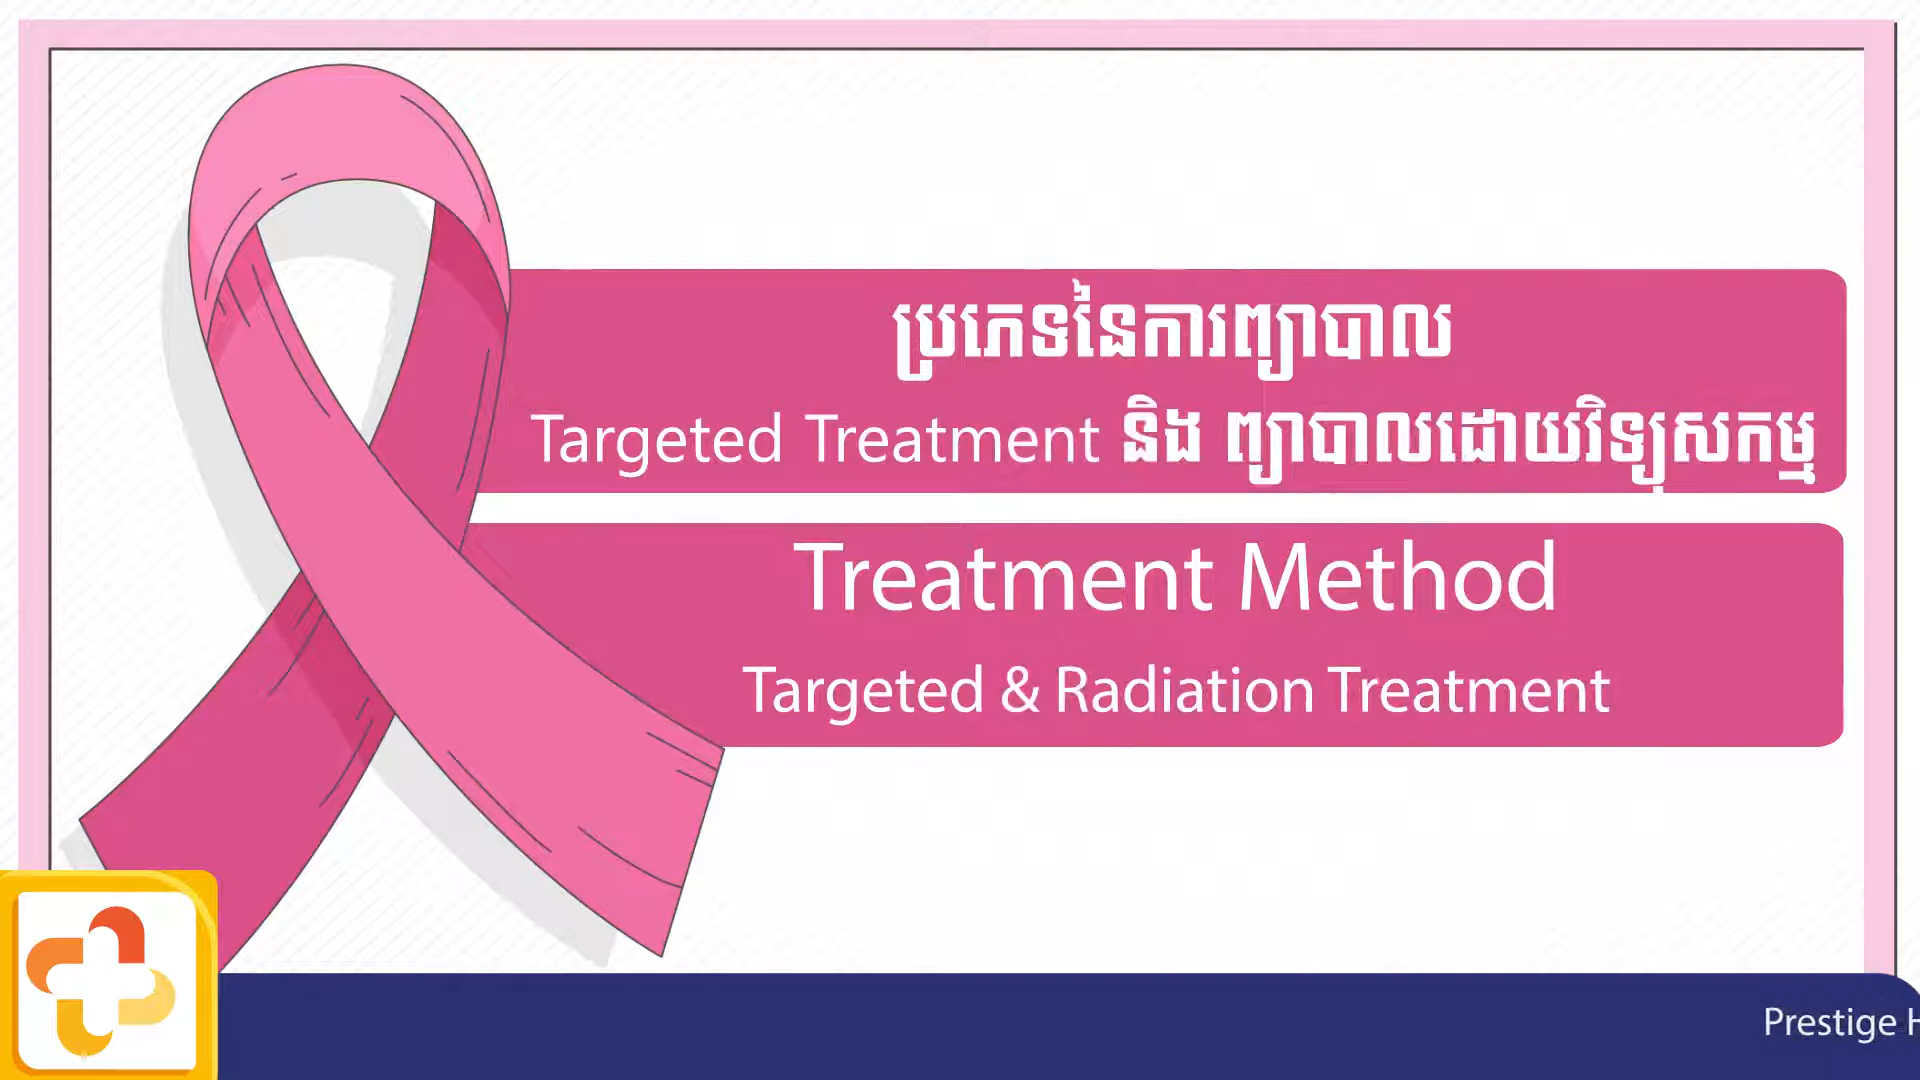 ប្រភេទនៃការព្យាបាល
Targeted Treatment និង ព្យាបាលដោយវិទ្យុសកម្ម
Treatment Method
Targeted & Radiation Treatment
Prestige H